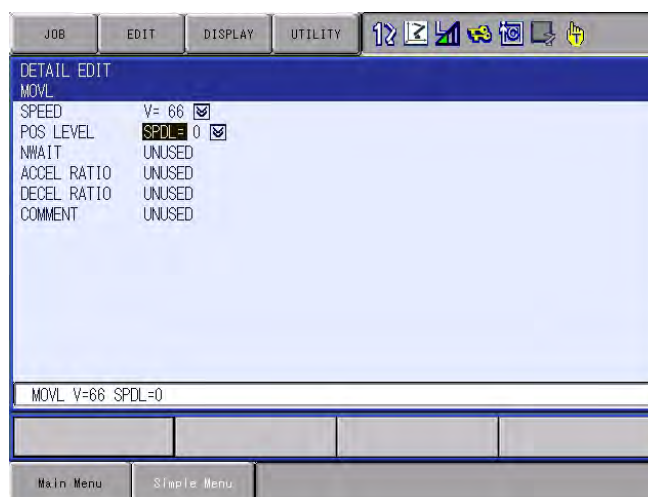 JOB EDIT DISPLAY UTILITY
DETAIL EDIT
MOVL
SPEED V= 66
POS LEVEL SPDL= 0
NWAIT UNUSED
ACCEL RATIO UNUSED
DECEL RATIO UNUSED
COMMENT UNUSED
MOVL V=66 SPDL=0
Main Menu Simple Menu